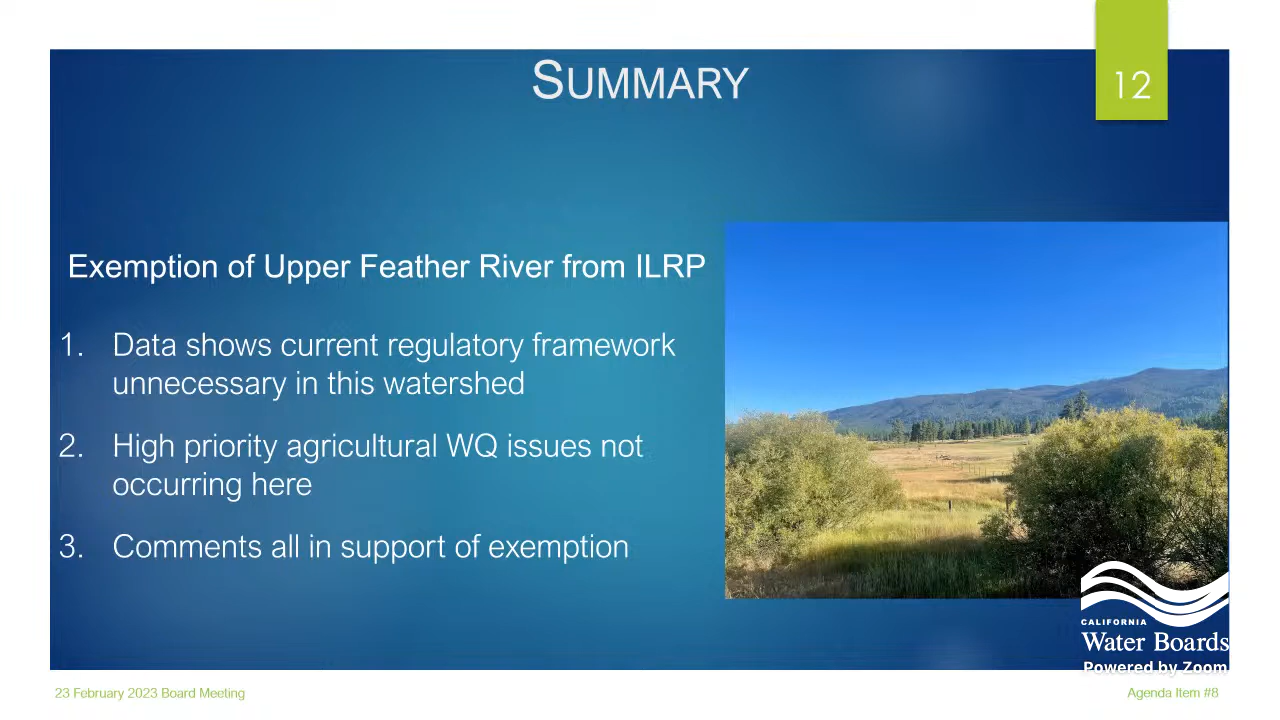 SUMMARY
12
Exemption of Upper Feather River from ILRP
1. Data shows current regulatory framework
unnecessary in this watershed
2. High priority agricultural WQ issues not
occurring here
3. Comments all in support of exemption
CALIFORNIA
Water Boards
Powered by Zoom
23 February 2023 Board Meeting
Agenda Item #8